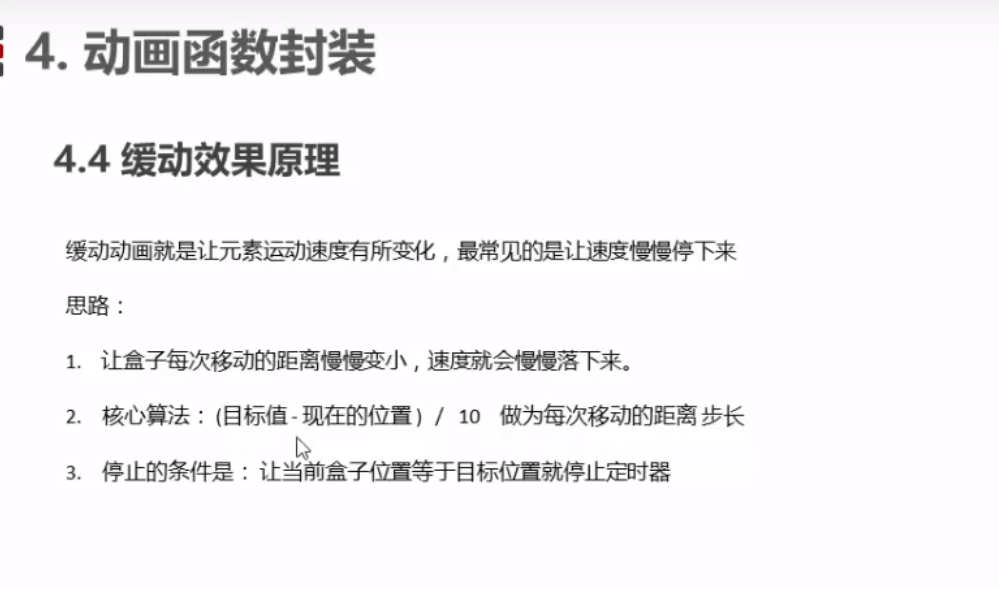 4. 动画函数封装
4.4 缓动效果原理
缓动动画就是让元素运动速度有所变化，最常见的是让速度慢慢停下来
思路：
1. 让盒子每次移动的距离慢慢变小，速度就会慢慢落下来。
2. 核心算法：(目标值 - 现在的位置) / 10 做为每次移动的距离 步长
3. 停止的条件是：让当前盒子位置等于目标位置就停止定时器